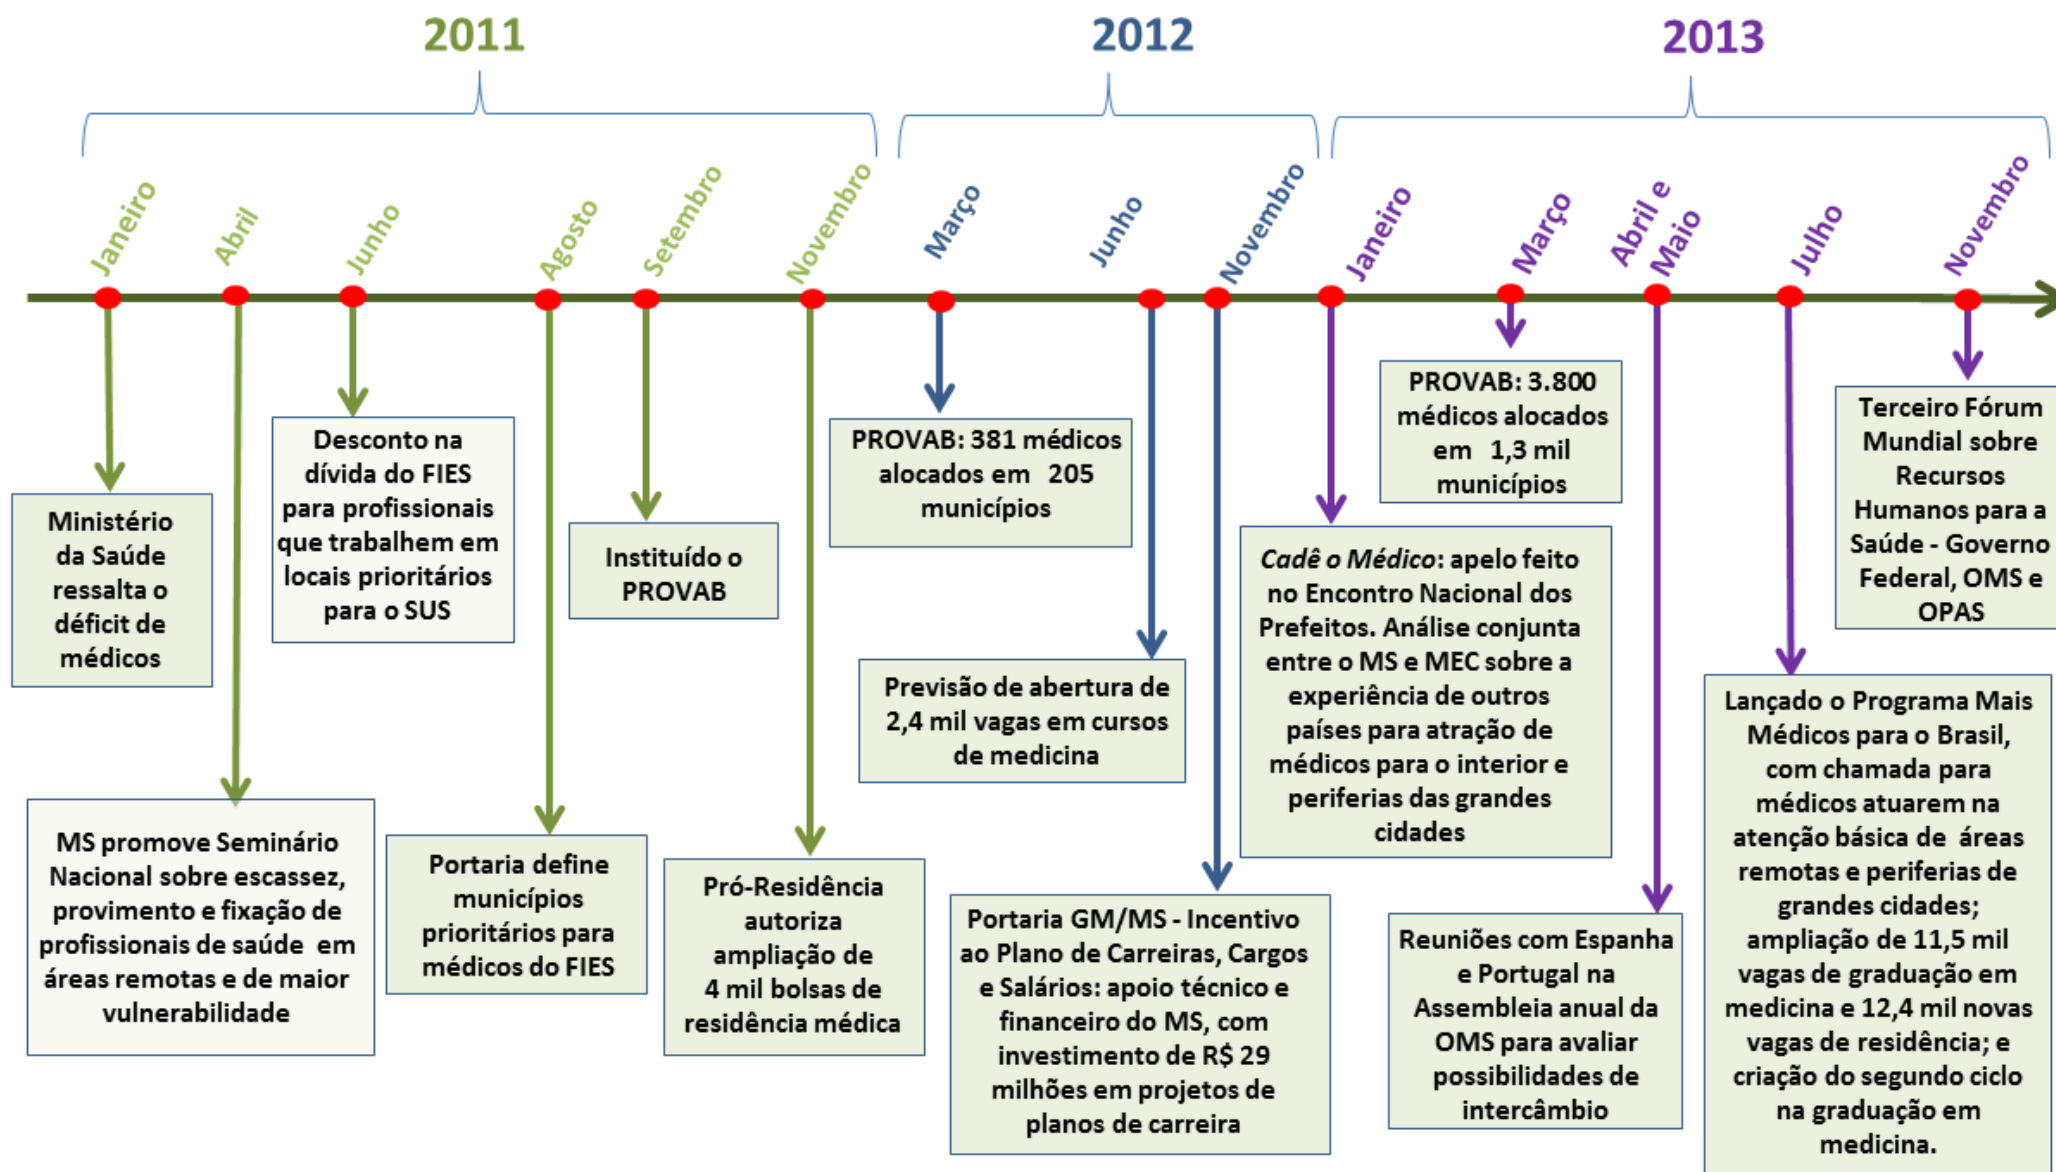 2011
2012
2013
Janeiro
Abril
Junho
Agosto
Setembro
Novembro
Março
Junho
Novembro
Janeiro
Março
Abril e
Maio
Julho
Novembro
Ministério
da Saúde
ressalta o
déficit de
médicos
MS promove Seminário
Nacional sobre escassez,
provimento e fixação de
profissionais de saúde em
áreas remotas e de maior
vulnerabilidade
Desconto na
dívida do FIES
para profissionais
que trabalhem em
locais prioritários
para o SUS
Portaria define
municípios
prioritários para
médicos do FIES
Instituído o
PROVAB
Pró-Residência
autoriza
ampliação de
4 mil bolsas de
residência médica
PROVAB: 381 médicos
alocados em 205
municípios
Previsão de abertura de
2,4 mil vagas em cursos
de medicina
Portaria GM/MS - Incentivo
ao Plano de Carreiras, Cargos
e Salários: apoio técnico e
financeiro do MS, com
investimento de R$ 29
milhões em projetos de
planos de carreira
Cadê o Médico: apelo feito
no Encontro Nacional dos
Prefeitos. Análise conjunta
entre o MS e MEC sobre a
experiência de outros
países para atração de
médicos para o interior e
periferias das grandes
cidades
PROVAB: 3.800
médicos alocados
em 1,3 mil
municípios
Reuniões com Espanha
e Portugal na
Assembleia anual da
OMS para avaliar
possibilidades de
intercâmbio
Lançado o Programa Mais
Médicos para o Brasil,
com chamada para
médicos atuarem na
atenção básica de áreas
remotas e periferias de
grandes cidades;
ampliação de 11,5 mil
vagas de graduação em
medicina e 12,4 mil novas
vagas de residência; e
criação do segundo ciclo
na graduação em
medicina.
Terceiro Fórum
Mundial sobre
Recursos
Humanos para a
Saúde - Governo
Federal, OMS e
OPAS